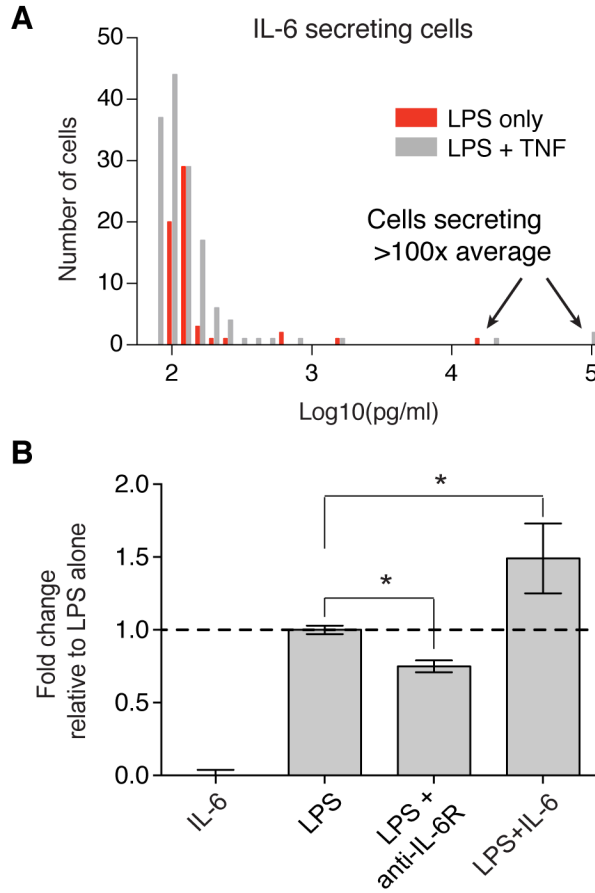 A
IL-6 secreting cells
50
40
30
20
10
0
Number of cells
LPS only
LPS + TNF
Cells secreting
>100x average
2
3
4
5
Log10(pg/ml)
B
2.0
1.5
1.0
0.5
0.0
Fold change
relative to LPS alone
*
*
IL-6
LPS
LPS +
anti-IL-6R
LPS+IL-6